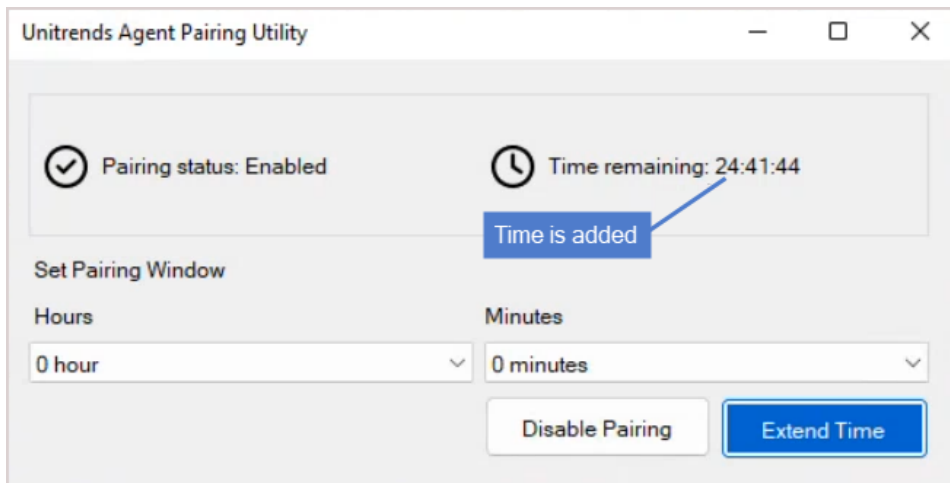 Unitrends Agent Pairing Utility
Pairing status: Enabled
Time remaining: 24:41:44
Time is added
Set Pairing Window
Hours
Minutes
0 hour
0 minutes
Disable Pairing
Extend Time